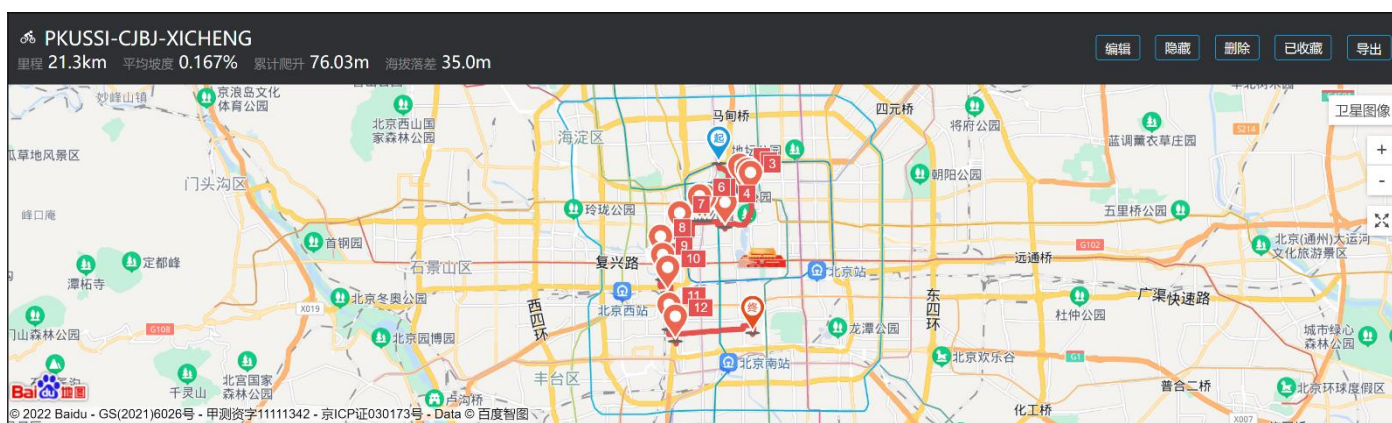 PKUSSI-CJBJ-XICHENG
里程 21.3km 平均坡度 0.167% 累计爬升 76.03m 海拔落差 35.0m
编辑 隐藏 删除 已收藏 导出
卫星图像
+
-
妙峰山镇
京浪岛文化
体育公园
北京西山国
家森林公园
海淀区
马甸桥
四元桥
将府公园
蓝调薰衣草庄园
S214
起
3
瓜草地风景区
门头沟区
朝阳公园
6
4
7
玲珑公园
五里桥公园
峰口庵
8
首钢园
9
G102
北京(通州)大运河
文化旅游景区
定都峰
潭柘寺
石景山区
复兴路
10
远通桥
北京站
北京西站
11
12
X019
北京冬奥公园
西四环
东四环
广渠快速路
杜仲公园
终
G108
北京园博园
龙潭公园
城市绿心
森林公园
北京南站
北京欢乐谷
G1
丰台区
千灵山
北宫国家
森林公园
普合二桥
北京环球度假区
卢沟桥
化工桥
X007
Bai du 地图
© 2022 Baidu - GS(2021)6026号 - 甲测资字11111342 - 京ICP证030173号 - Data © 百度智图